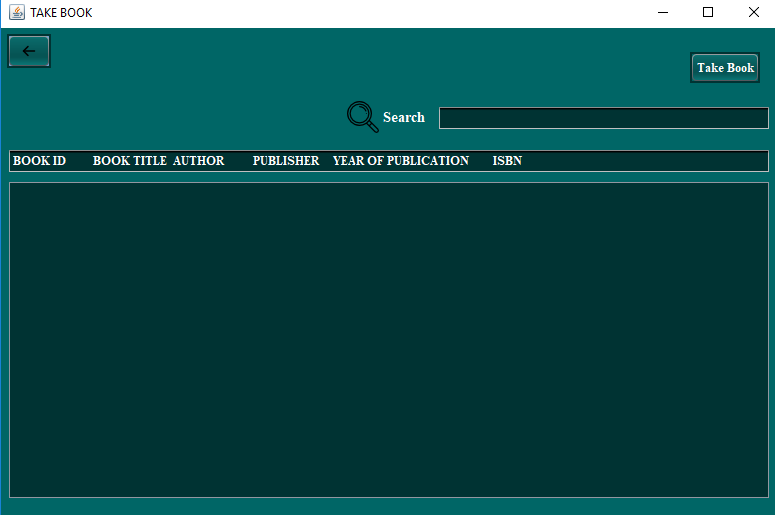 TAKE BOOK
Take Book
Search
BOOK ID BOOK TITLE AUTHOR PUBLISHER YEAR OF PUBLICATION ISBN